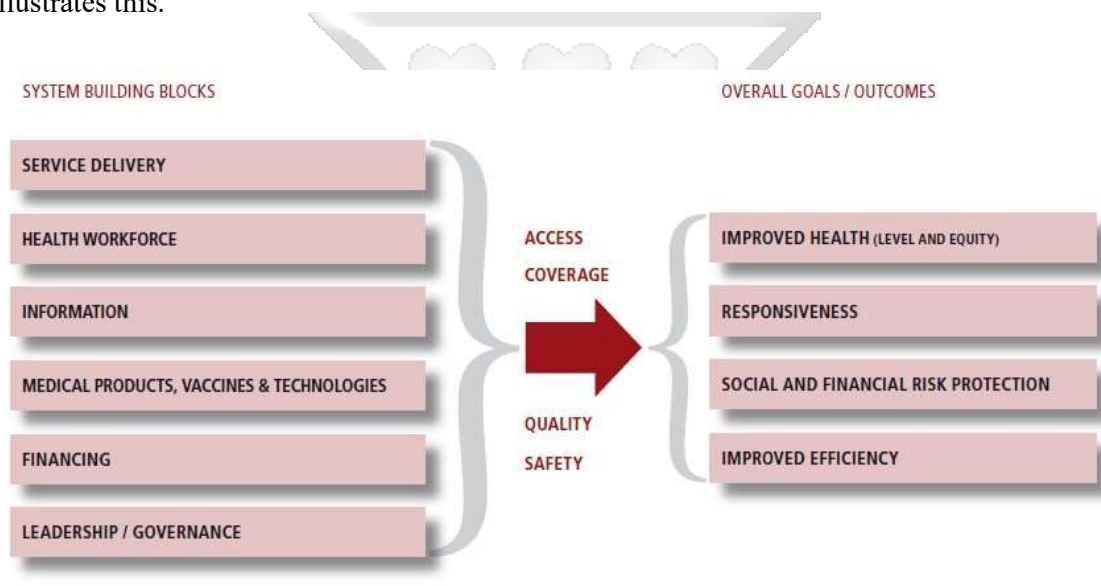 llustrates this.
SYSTEM BUILDING BLOCKS
SERVICE DELIVERY
HEALTH WORKFORCE
INFORMATION
MEDICAL PRODUCTS, VACCINES & TECHNOLOGIES
FINANCING
LEADERSHIP / GOVERNANCE
ACCESS
COVERAGE
QUALITY
SAFETY
OVERALL GOALS / OUTCOMES
IMPROVED HEALTH (LEVEL AND EQUITY)
RESPONSIVENESS
SOCIAL AND FINANCIAL RISK PROTECTION
IMPROVED EFFICIENCY